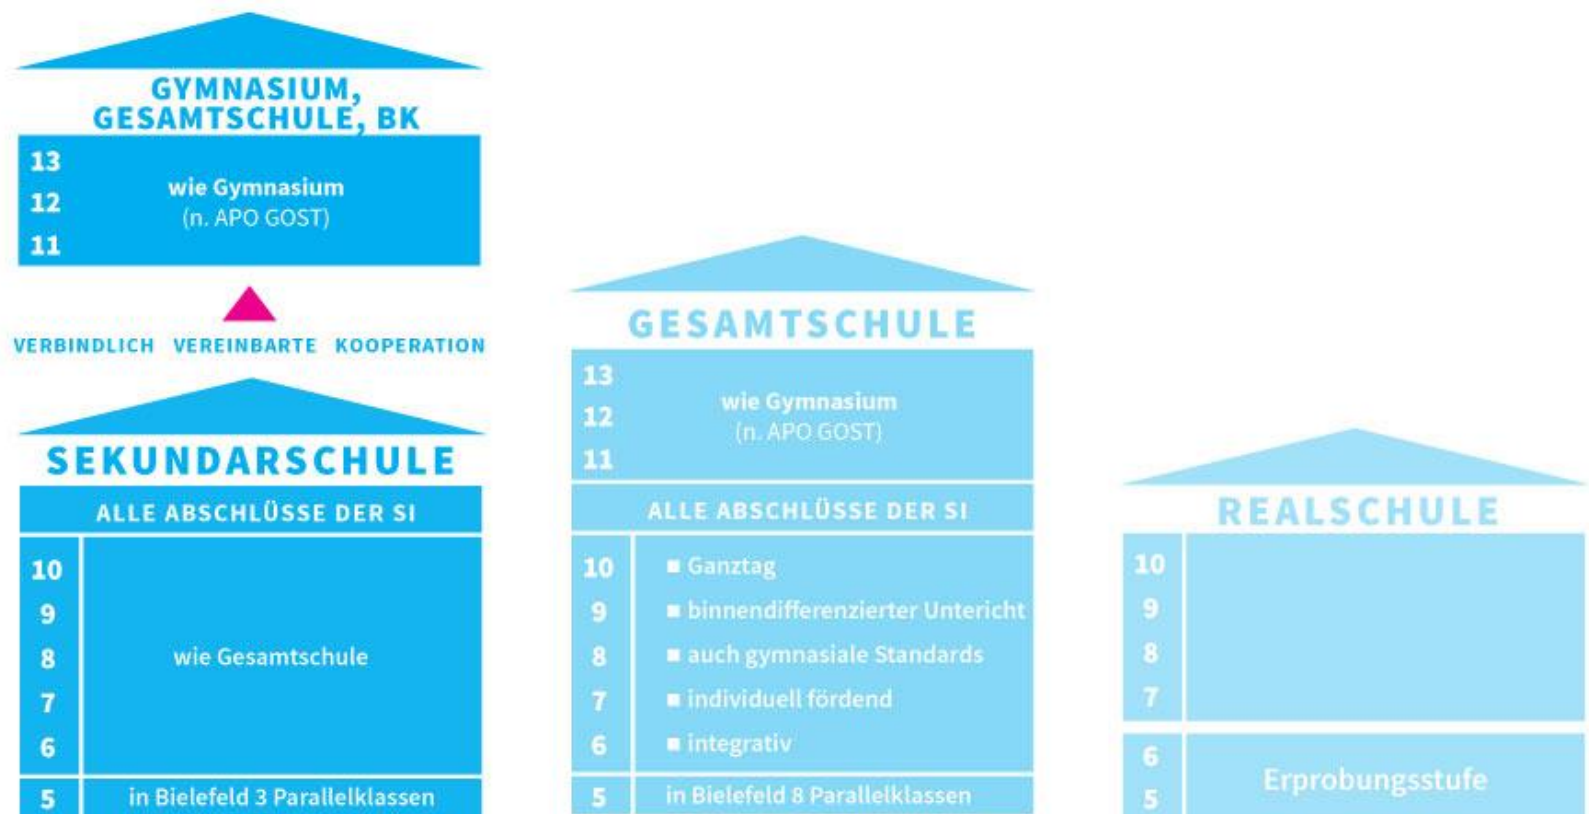 GYMNASIUM,
GESAMTSCHULE, BK
13
wie Gymnasium
12
(n. APO GOST)
11
VERBINDLICH VEREINBARTE KOOPERATION
SEKUNDARSCHULE
ALLE ABSCHLÜSSE DER SI
10
9
8 wie Gesamtschule
7
6
5 in Bielefeld 3 Parallelklassen
GESAMTSCHULE
13
wie Gymnasium
12
(n. APO GOST)
11
ALLE ABSCHLÜSSE DER SI
10 ■ Ganztag
9 ■ binnendifferenzierter Untericht
8 ■ auch gymnasiale Standards
7 ■ individuell fördend
6 ■ integrativ
5 in Bielefeld 8 Parallelklassen
REALSCHULE
10
9
8
7
6
Erprobungsstufe
5